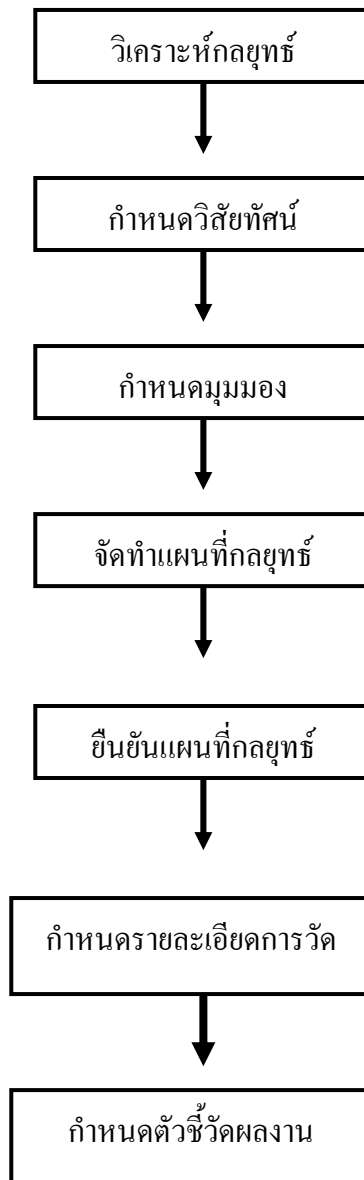 วิเคราะห์กลยุทธ์
กำหนดวิสัยทัศน์
กำหนดมุมมอง
จัดทำแผนที่กลยุทธ์
ยืนยันแผนที่กลยุทธ์
กำหนดรายละเอียดการวัด
กำหนดตัวชี้วัดผลงาน